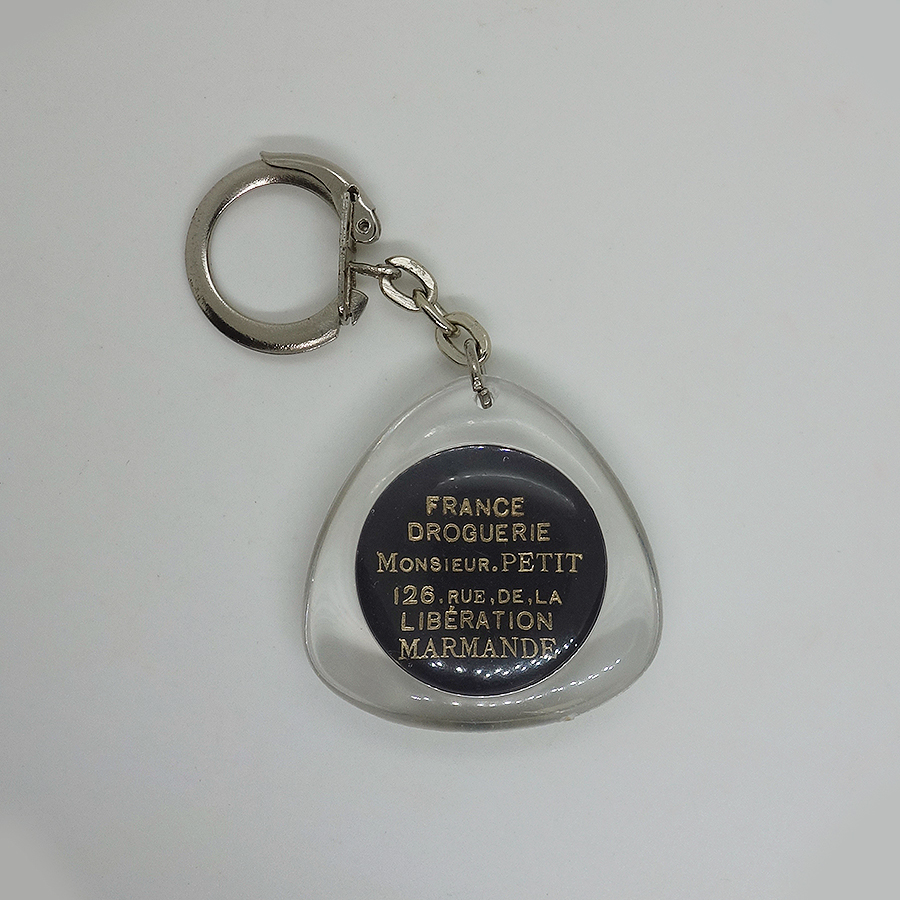 FRANCE
DROGUERIE
MONSIEUR.PETIT
126.RUE,DE,LA
LIBÉRATION
MARMANDE